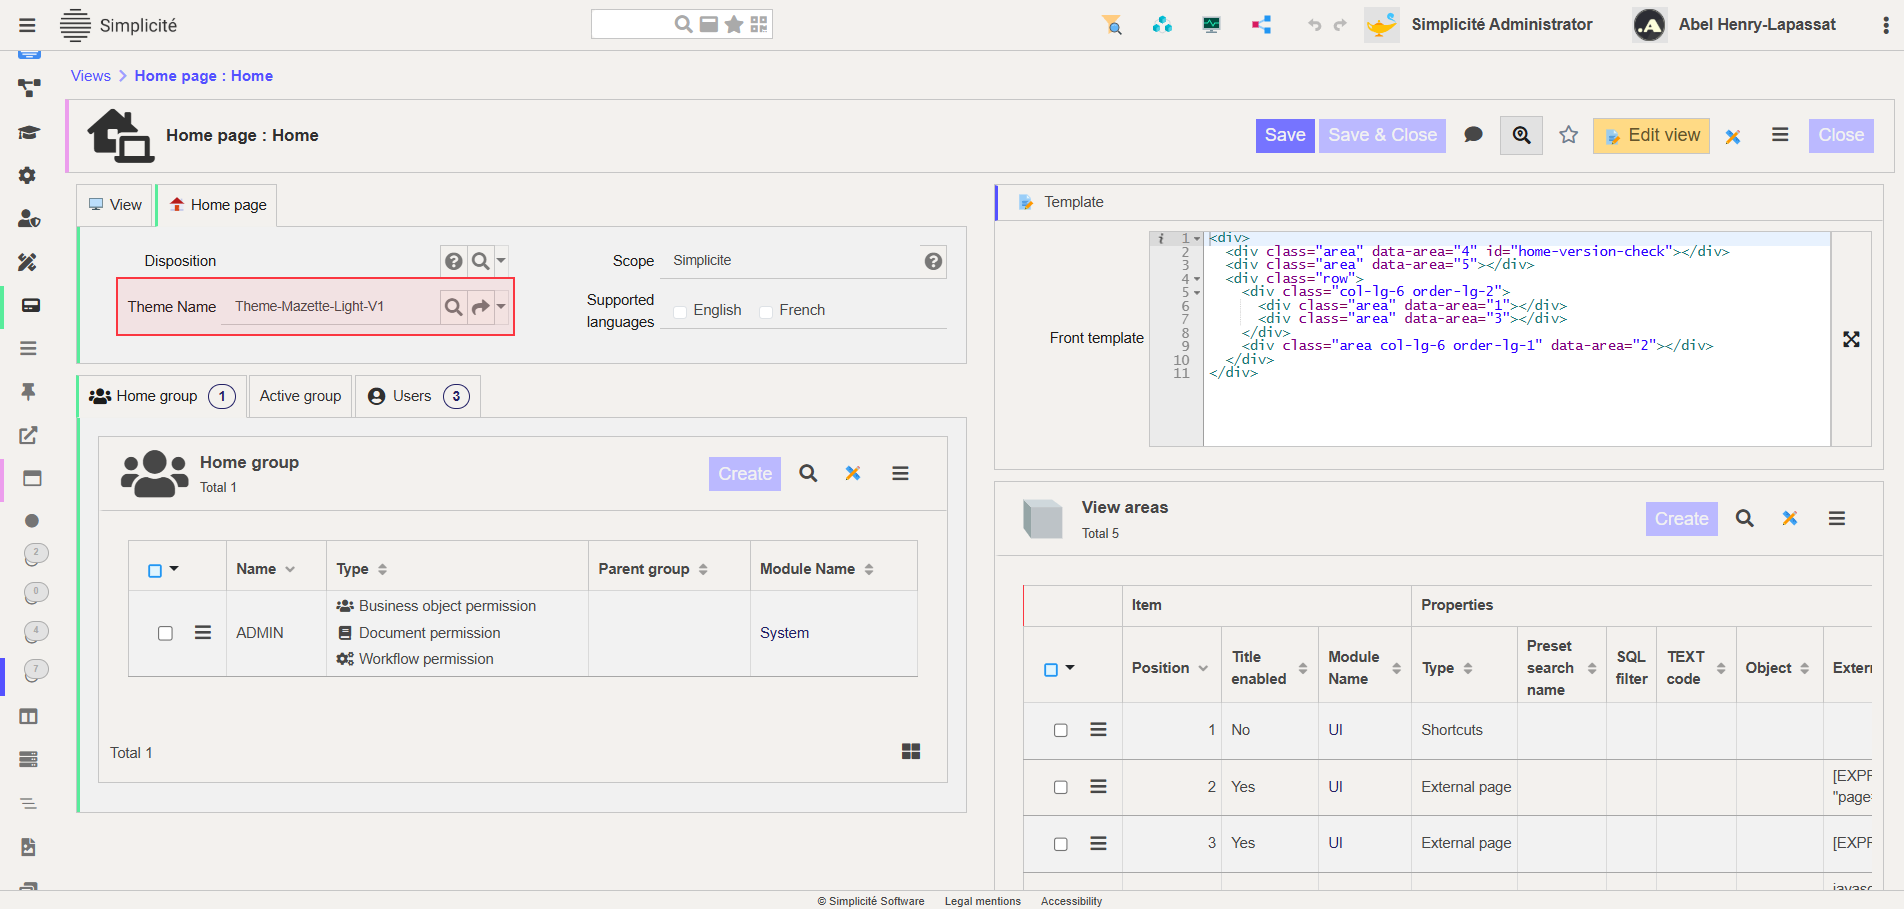 Simplicité
Simplicité Administrator
Abel Henry-Lapassat
Views > Home page : Home
Home page : Home
Save
Save & Close
Edit view
Close
View
Home page
Disposition
Scope
Simplicite
Theme Name
Theme-Mazette-Light-V1
Supported
languages
English
French
Home group
1
Active group
Users
3
Home group
Total 1
Create
Name
Type
Parent group
Module Name
ADMIN
Business object permission
Document permission
Workflow permission
System
Total 1
2
0
4
7
Template
Front template
i 1 <div>
2 <div class="area" data-area="4" id="home-version-check"></div>
3 <div class="area" data-area="5"></div>
4 <div class="row">
5 <div class="col-lg-6 order-lg-2">
6 <div class="area" data-area="1"></div>
7 <div class="area" data-area="3"></div>
8 </div>
9 <div class="area col-lg-6 order-lg-1" data-area="2"></div>
10 </div>
11 </div>
View areas
Total 5
Create
Item
Properties
Position
Title
enabled
Module
Name
Type
Preset
search
name
SQL
filter
TEXT
code
Object
Extern
1 No UI Shortcuts
2 Yes UI External page
[EXPR
"page=
3 Yes UI External page [EXPR
javasc
© Simplicité Software
Legal mentions
Accessibility